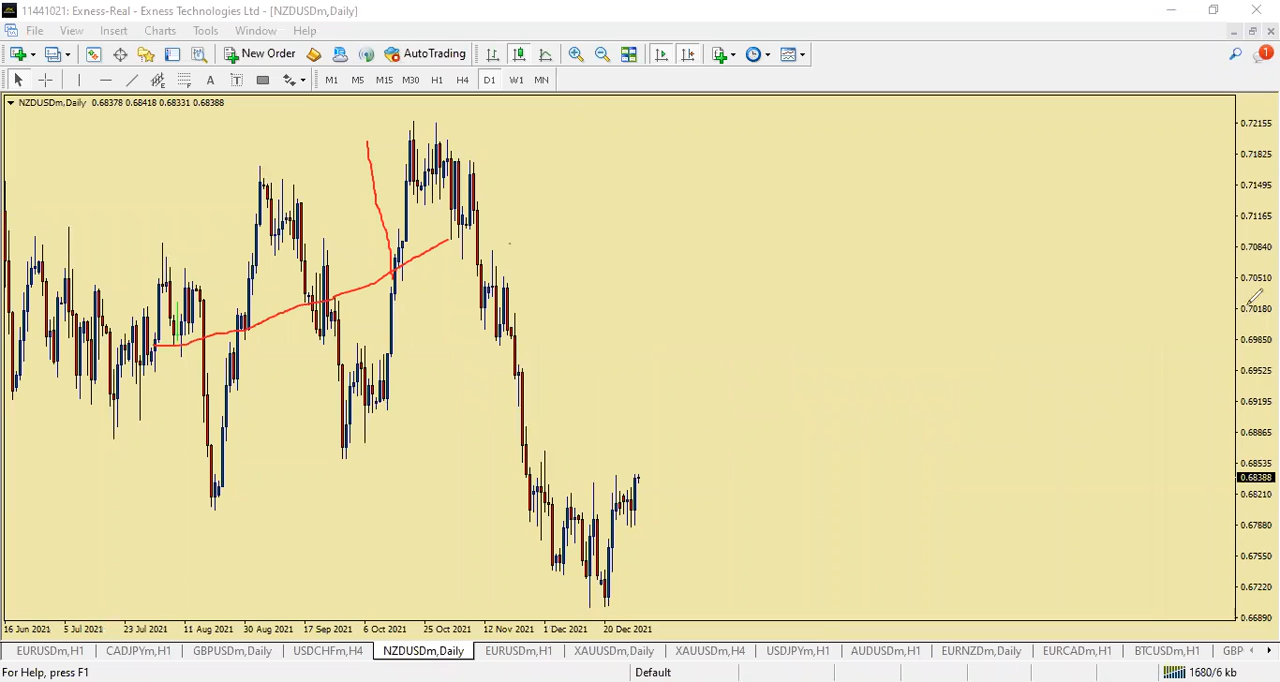 11441021: Exness-Real - Exness Technologies Ltd - [NZDUSDm,Daily]
File View Insert Charts Tools Window Help
New Order AutoTrading
A T M1 M5 M15 M30 H1 H4 D1 W1 MN 1
NZDUSDm,Daily 0.68378 0.68418 0.68331 0.68388
0.72155
0.71825
0.71495
0.71165
0.70840
0.70510
0.70180
0.69850
0.69525
0.69195
0.68865
0.68535
0.68388
0.68210
0.67880
0.67550
0.67220
0.66890
16 Jun 2021 5 Jul 2021 23 Jul 2021 11 Aug 2021 30 Aug 2021 17 Sep 2021 6 Oct 2021 25 Oct 2021 12 Nov 2021 1 Dec 2021 20 Dec 2021
EURUSDm,H1 CADJPYm,H1 GBPUSDm,Daily USDCHFm,H4 NZDUSDm,Daily EURUSDm,H1 XAUUSDm,Daily XAUUSDm,H4 USDJPYm,H1 AUDUSDm,H1 EURNZDm,Daily EURCADm,H1 BTCUSDm,H1 GBP
For Help, press F1 Default 1680/6 kb